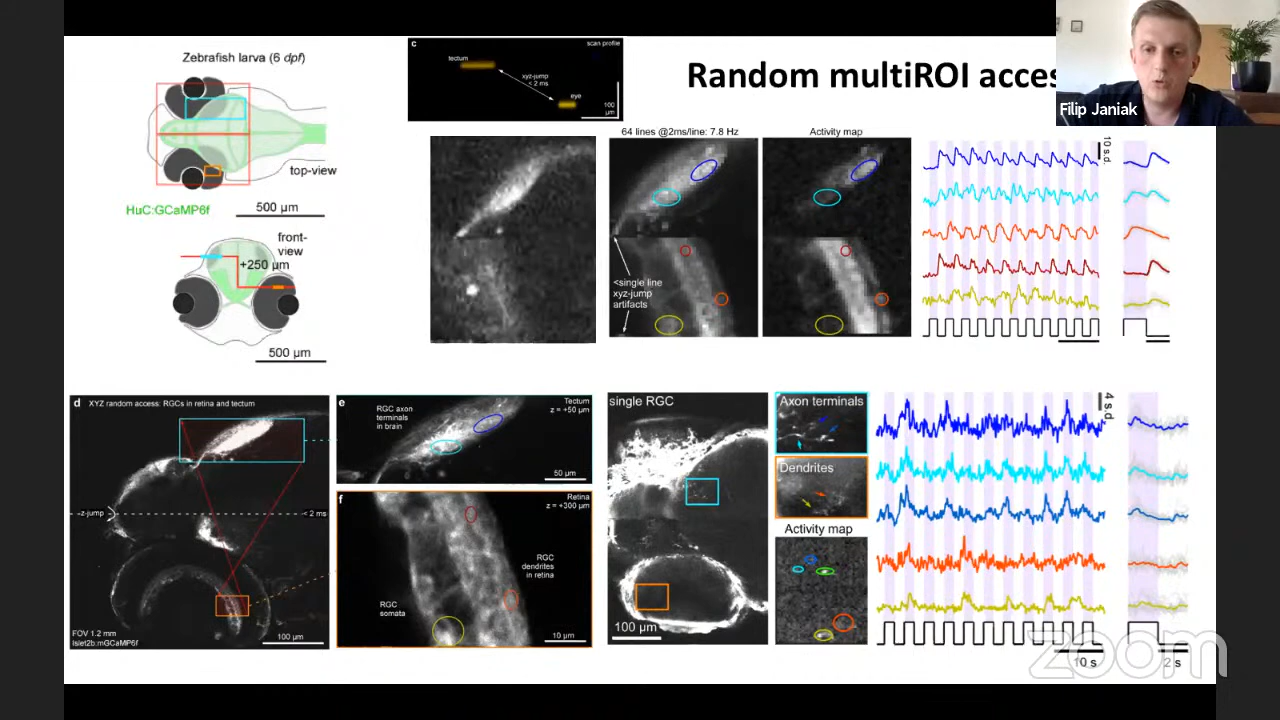 Zebrafish larva (6 dpf)
top-view
HuC:GCaMP6f
500 µm
front-
view
+250 µm
500 µm
c
scan profile
tectum
xyz-jump
< 2 ms
eye
100
µm
Random multiROI acces
Filip Janiak
64 lines @2ms/line: 7.8 Hz
Activity map
<single line
xyz-jump
artifacts
10 s.d.
d XYZ random access: RGCs in retina and tectum
z-jump
< 2 ms
FOV 1.2 mm
Islet2b:mGCaMP6f
100 µm
e
RGC axon
terminals
in brain
Tectum
z = +50 µm
50 µm
f
Retina
z = +300 µm
RGC
dendrites
in retina
RGC
somata
10 µm
single RGC
100 µm
Axon terminals
Dendrites
Activity map
4 s.d.
10 s
2 s
zoom